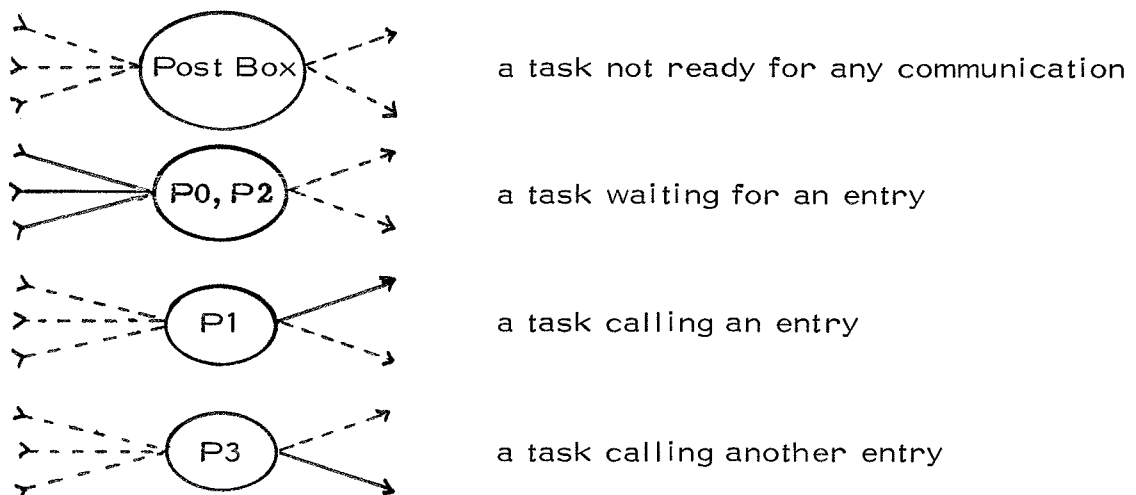 Post Box a task not ready for any communication
P0, P2 a task waiting for an entry
P1 a task calling an entry
P3 a task calling another entry